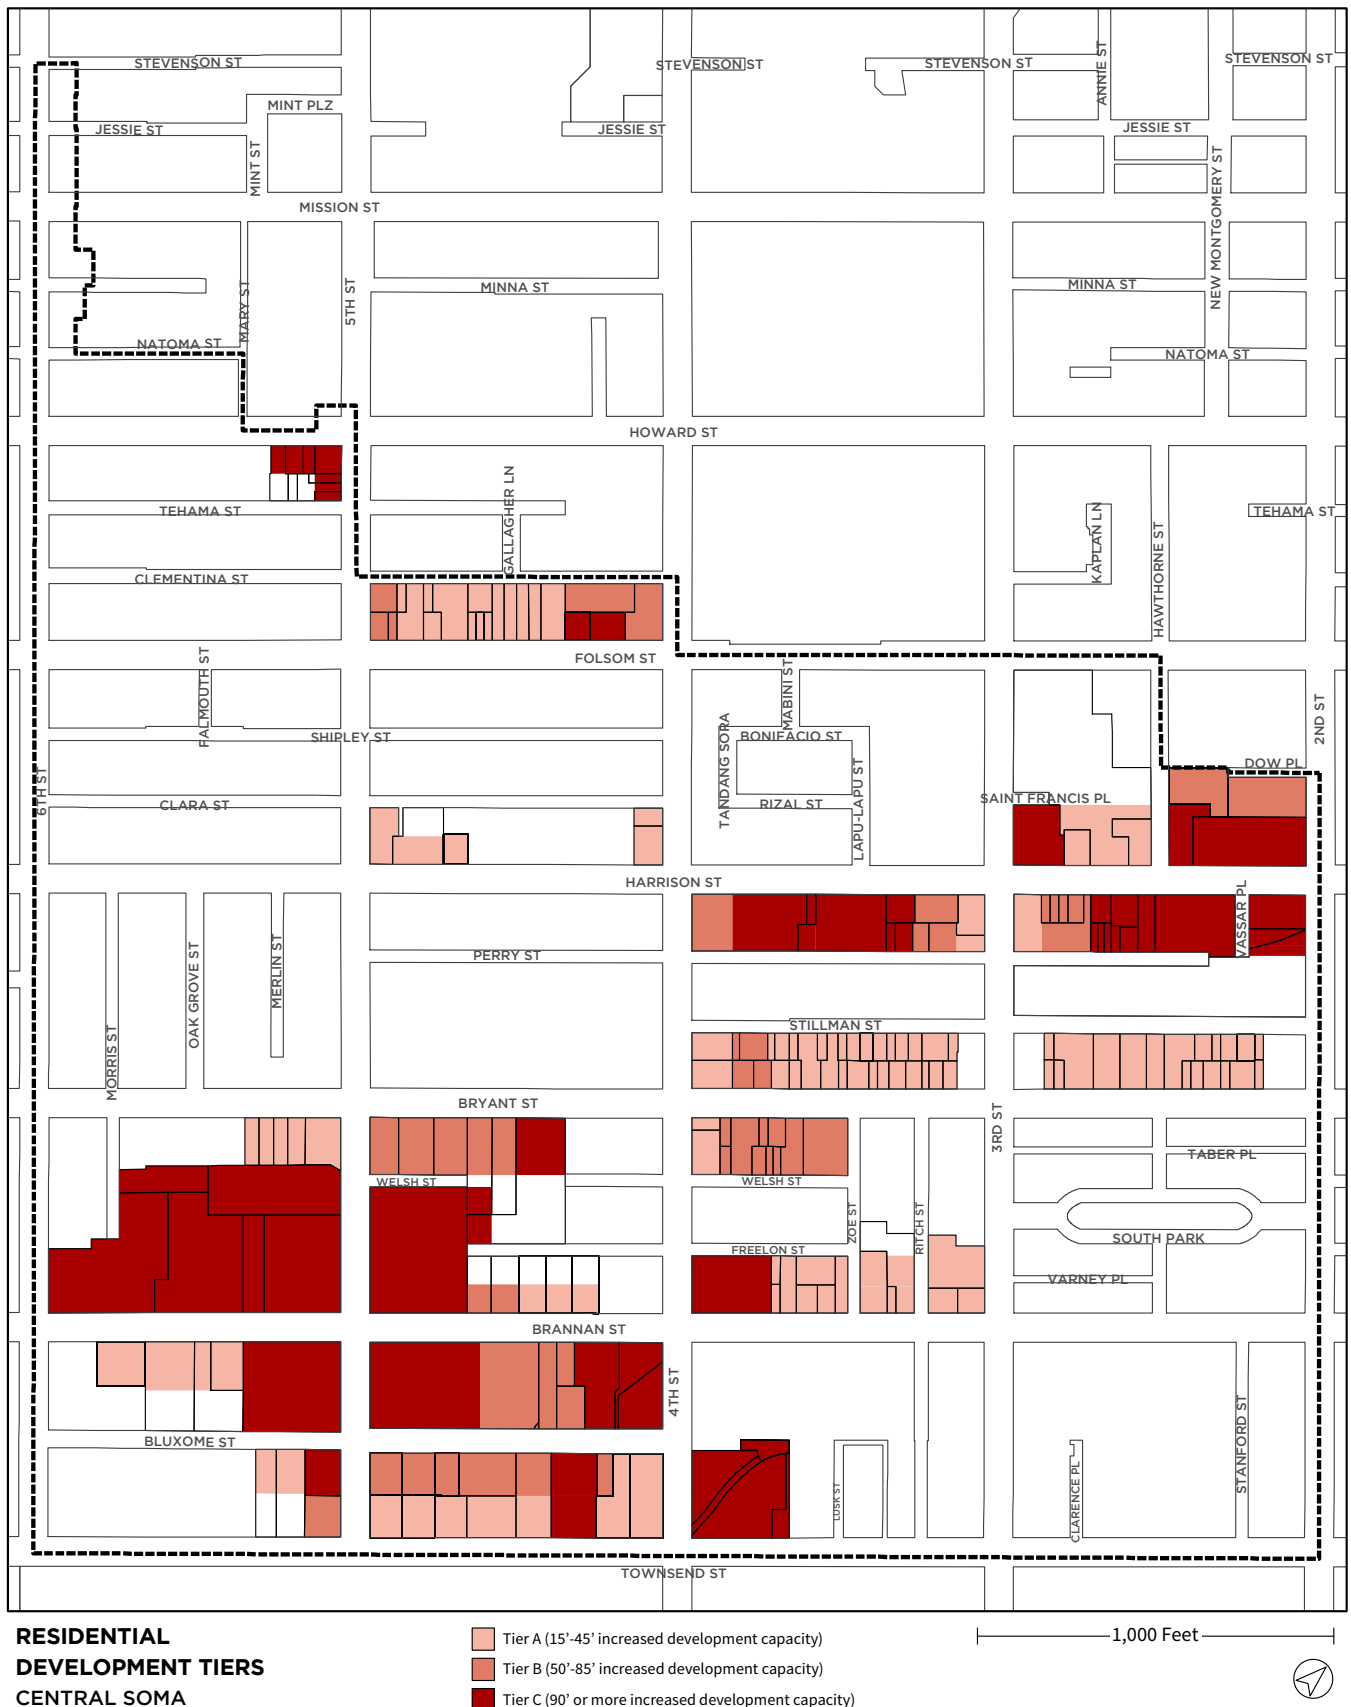 STEVENSON ST
STEVENSON ST
STEVENSON ST
STEVENSON ST
ANNIE ST
MINT PLZ
JESSIE ST
JESSIE ST
JESSIE ST
MINT ST
NEW MONTGOMERY ST
MISSION ST
MARY ST
5TH ST
MINNA ST
MINNA ST
NATOMA ST
NATOMA ST
HOWARD ST
GALLAGHER LN
TEHAMA ST
KAPLAN LN
HAWTHORNE ST
TEHAMA ST
CLEMENTINA ST
FOLSOM ST
FALMOUTH ST
MABINI ST
2ND ST
SHIPLEY ST
TANDANG SORA
BONIFACIO ST
DOW PL
6TH ST
CLARA ST
RIZAL ST
LAPU-LAPU ST
SAINT FRANCIS PL
HARRISON ST
VASSAR PL
OAK GROVE ST
MERLIN ST
PERRY ST
STILLMAN ST
MORRIS ST
BRYANT ST
3RD ST
TABER PL
WELSH ST
WELSH ST
ZOE ST
RITCH ST
SOUTH PARK
FREELON ST
VARNEY PL
BRANNAN ST
4TH ST
STANFORD ST
BLUXOME ST
LUSK ST
CLARENCE PL
TOWNSEND ST
RESIDENTIAL
DEVELOPMENT TIERS
CENTRAL SOMA
Tier A (15'-45' increased development capacity)
Tier B (50'-85' increased development capacity)
Tier C (90' or more increased development capacity)
1,000 Feet